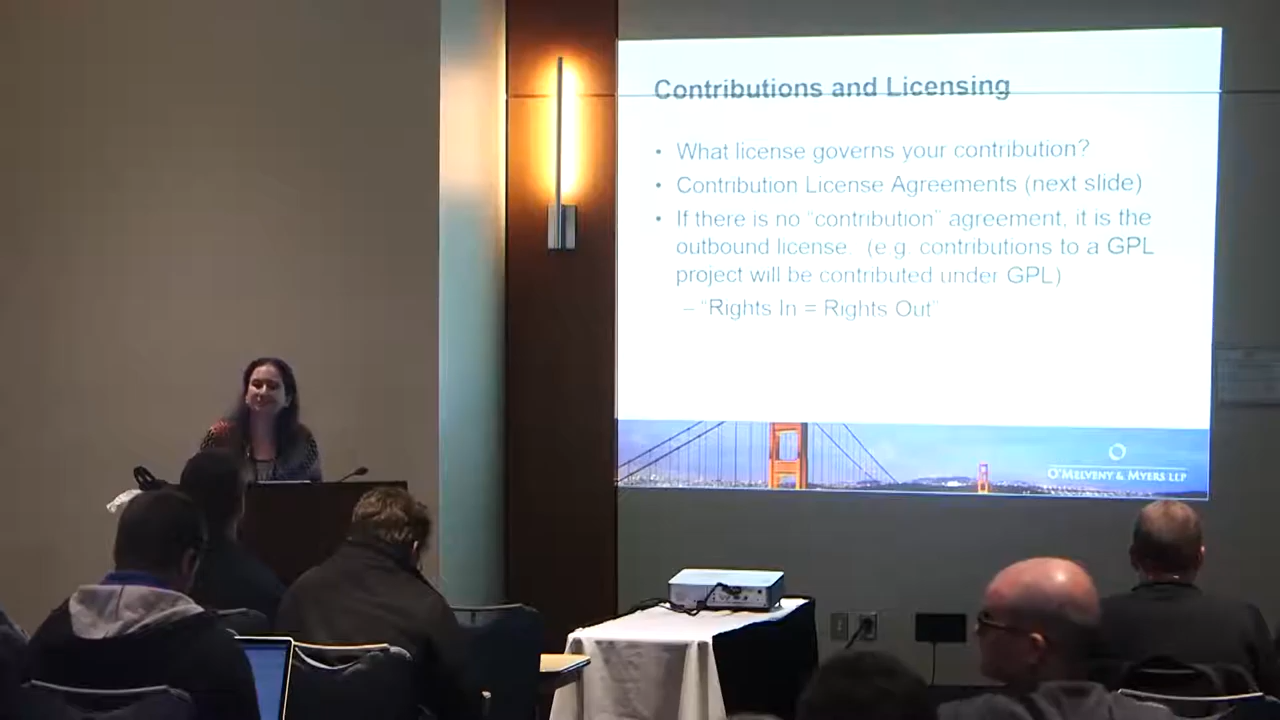 Contributions and Licensing
• What license governs your contribution?
• Contribution License Agreements (next slide)
• If there is no “contribution” agreement, it is the
outbound license. (e.g. contributions to a GPL
project will be contributed under GPL)
– “Rights In = Rights Out”
O'MELVENY & MYERS LLP